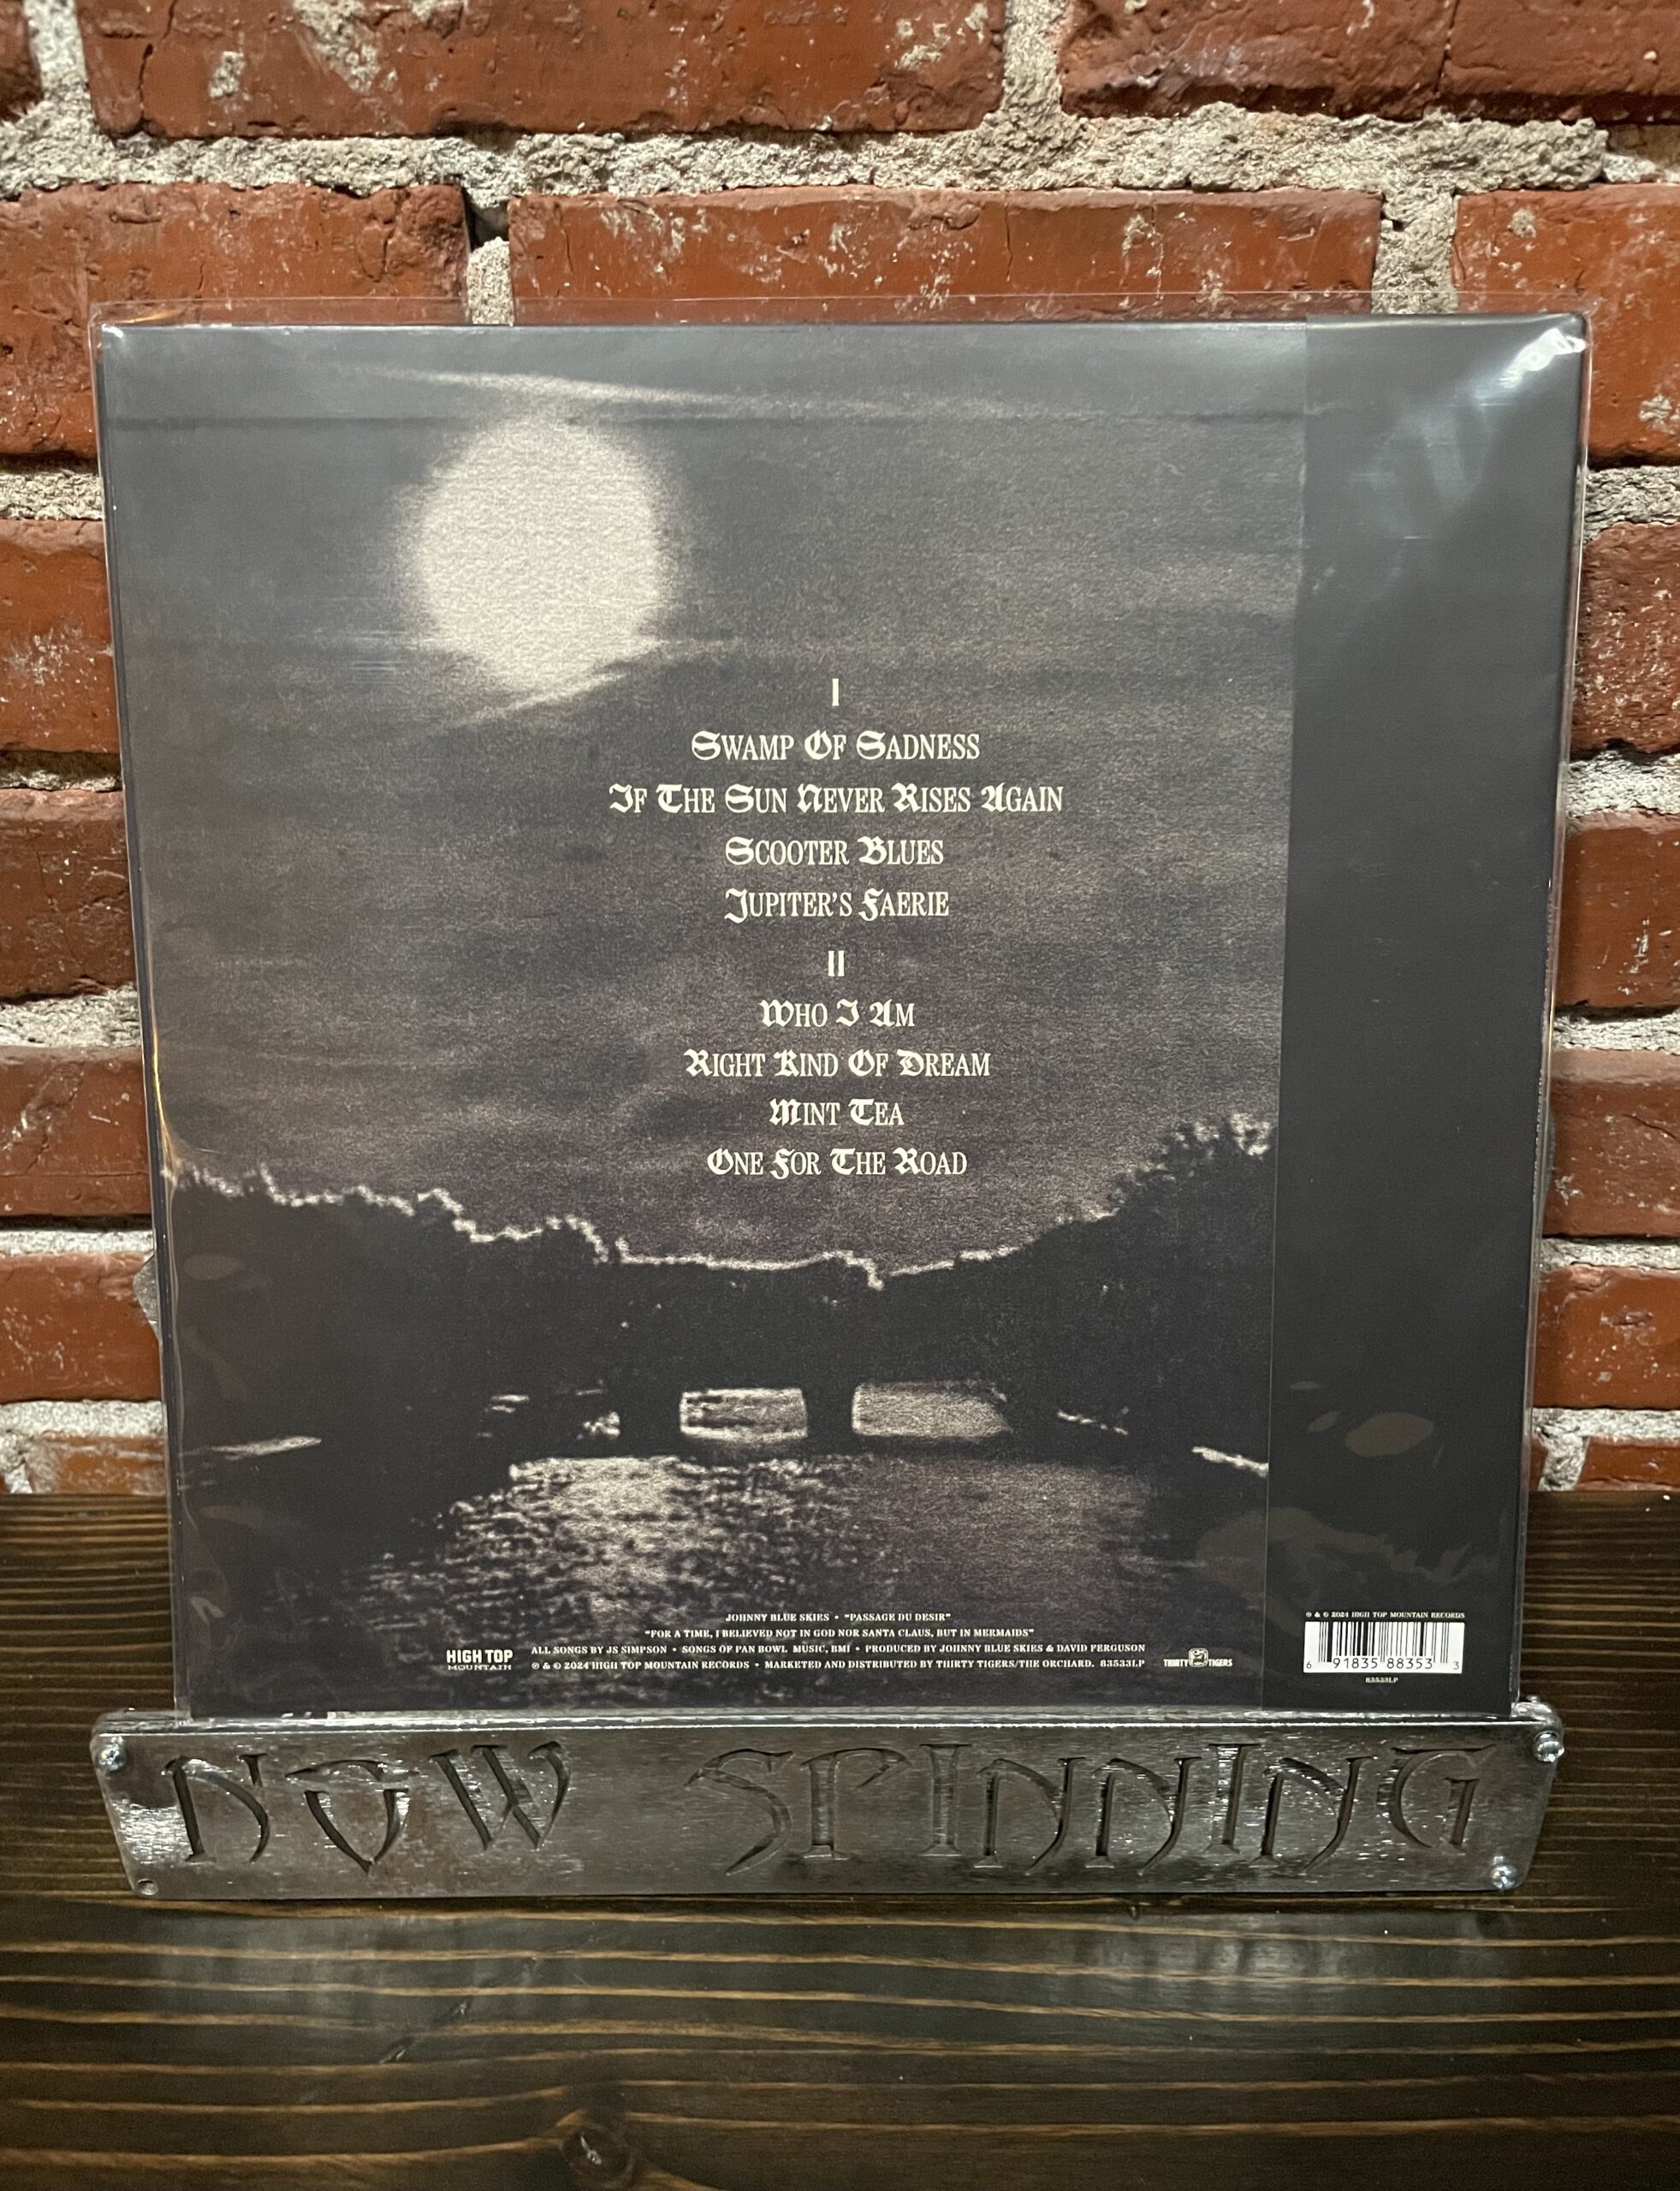 I
Swamp Of Sadness
If The Sun Never Rises Again
Scooter Blues
Jupiter's Faerie
II
Who I Am
Right Kind Of Dream
Mint Tea
One For The Road
JOHNNY BLUE SKIES • "PASSAGE DU DESIR"
"FOR A TIME, I BELIEVED NOT IN GOD NOR SANTA CLAUS, BUT IN MERMAIDS"
ALL SONGS BY JS SIMPSON • SONGS OF PAN BOWL MUSIC, BMI • PRODUCED BY JOHNNY BLUE SKIES & DAVID FERGUSON
℗ & © 2024 HIGH TOP MOUNTAIN RECORDS • MARKETED AND DISTRIBUTED BY THIRTY TIGERS/THE ORCHARD. 83533LP
HIGH TOP
MOUNTAIN
THIRTY TIGERS
℗ & © 2024 HIGH TOP MOUNTAIN RECORDS
6 91835 88353 3
83533LP
NOW SPINNING